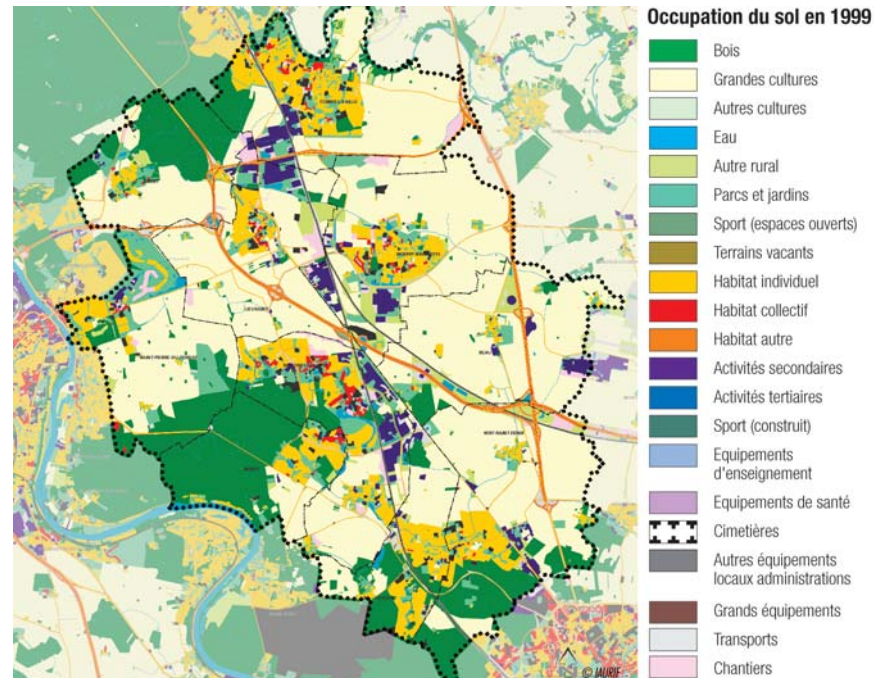 Occupation du sol en 1999
Bois
Grandes cultures
Autres cultures
Eau
Autre rural
Parcs et jardins
Sport (espaces ouverts)
Terrains vacants
Habitat individuel
Habitat collectif
Habitat autre
Activités secondaires
Activités tertiaires
Sport (construit)
Equipements
d'enseignement
Equipements de santé
Cimetières
Autres équipements
locaux administrations
Grands équipements
Transports
Chantiers
© IAURIF